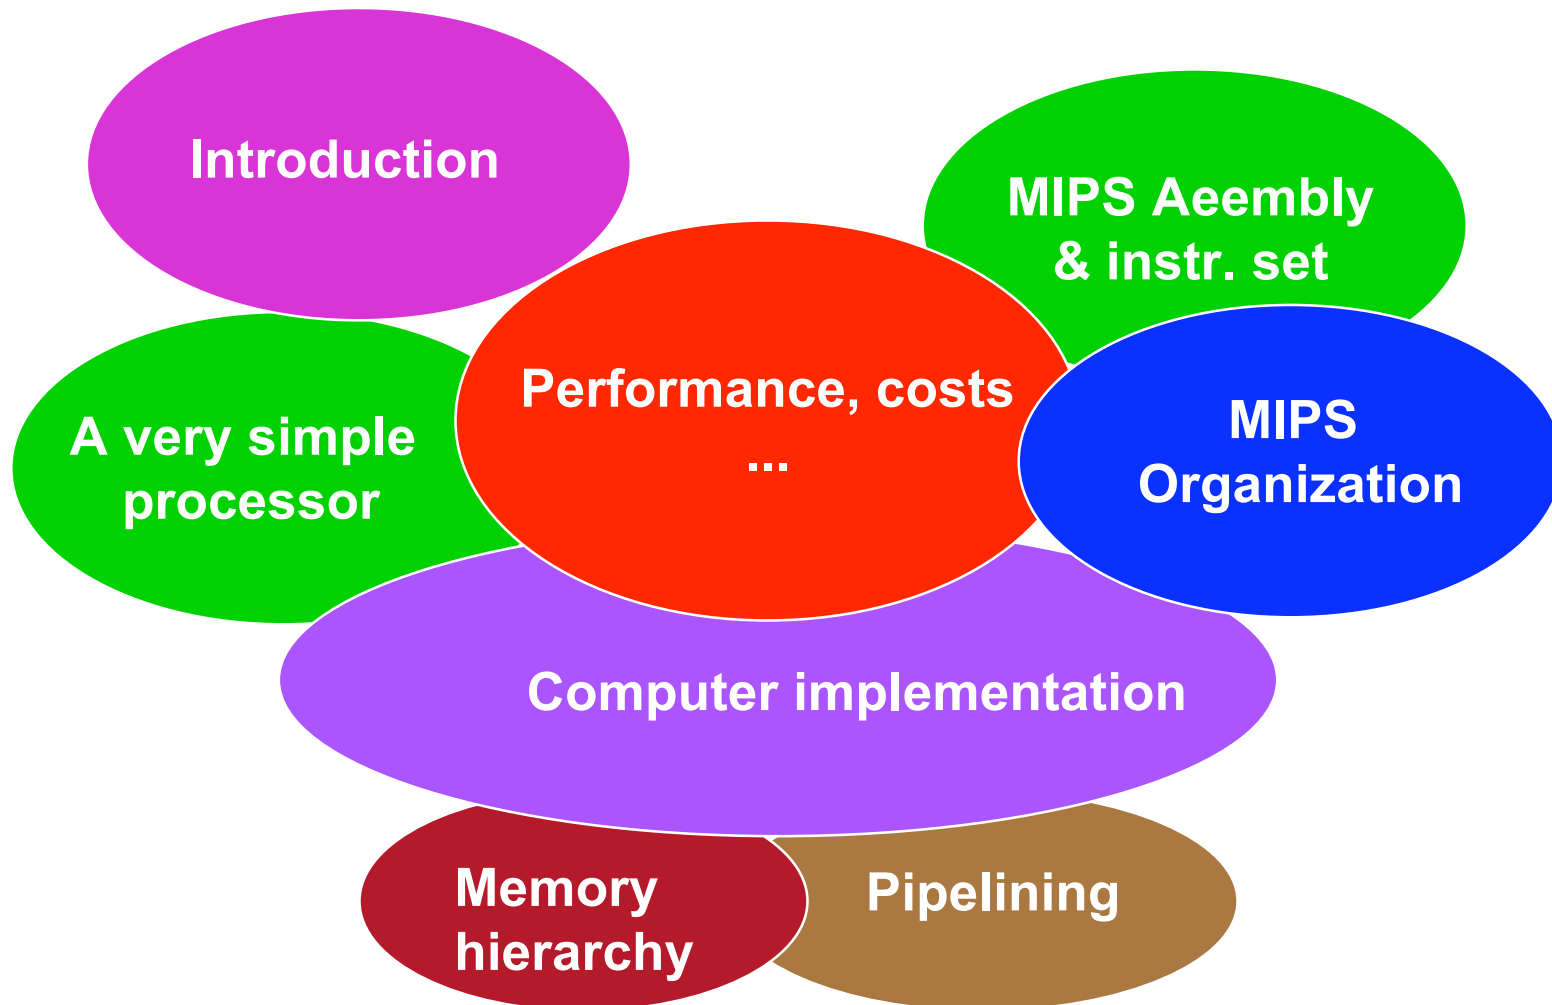 Introduction
MIPS Aeembly
& instr. set
Performance, costs
...
A very simple
processor
MIPS
Organization
Computer implementation
Memory
hierarchy
Pipelining